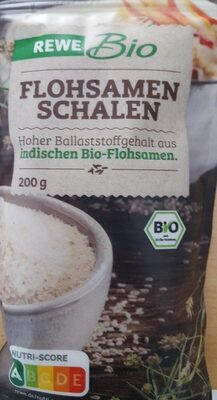 REWE Bio
FLOHSAMEN
SCHALEN
Hoher Ballaststoffgehalt aus
indischen Bio-Flohsamen.
200 g
BIO
NUTRI-SCORE
A B C D E